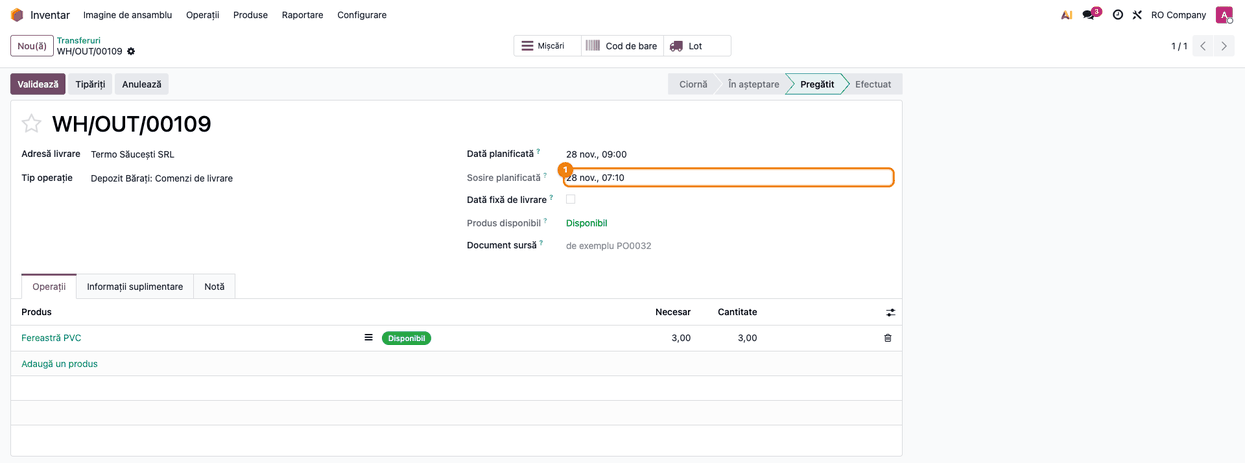 Inventar Imagine de ansamblu Operații Produse Raportare Configurare AI 3 RO Company A
Nou(ă) Transferuri Mișcări Cod de bare Lot 1 / 1
WH/OUT/00109
Validează Tipăriți Anulează Ciornă În așteptare Pregătit Efectuat
WH/OUT/00109
Adresă livrare Termo Săucești SRL Dată planificată ? 28 nov., 09:00
1
Tip operație Depozit Bărați: Comenzi de livrare Sosire planificată ? 28 nov., 07:10
Dată fixă de livrare ?
Produs disponibil ? Disponibil
Document sursă ? de exemplu PO0032
Operații Informații suplimentare Notă
Produs Necesar Cantitate
Fereastră PVC Disponibil 3,00 3,00
Adaugă un produs